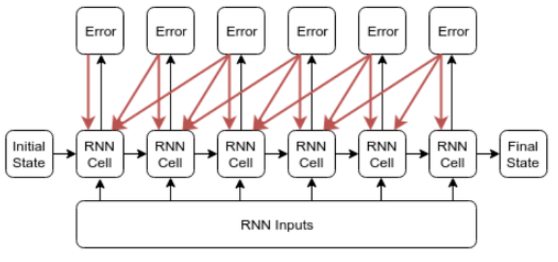 Error
Error
Error
Error
Error
Error
Initial
State
RNN
Cell
RNN
Cell
RNN
Cell
RNN
Cell
RNN
Cell
RNN
Cell
Final
State
RNN Inputs